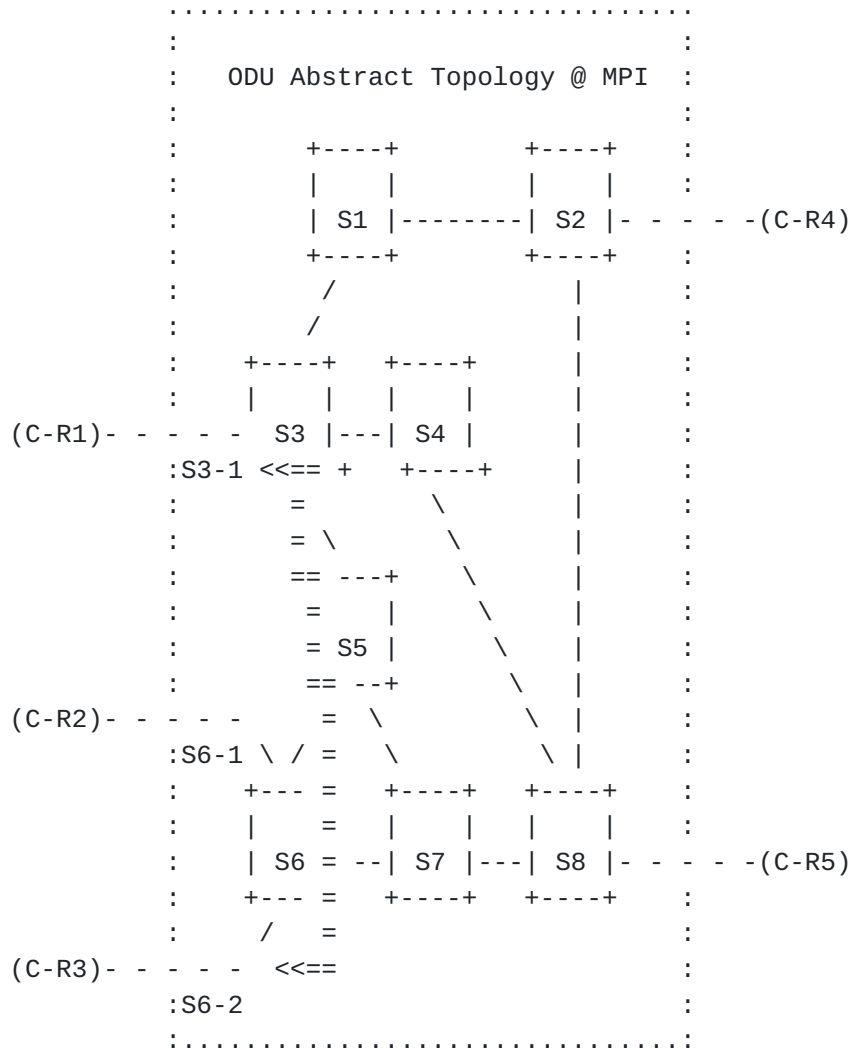 ..................................
:                                :
:   ODU Abstract Topology @ MPI  :
:                                :
:        +----+        +----+    :
:        |    |        |    |    :
:        | S1 |--------| S2 |- - - - -(C-R4)
:        +----+        +----+    :
:         /               |      :
:        /                |      :
:    +----+   +----+      |      :
:    |    |   |    |      |      :
(C-R1)- - - - -  S3 |---| S4 |      |      :
:S3-1 <<== +   +----+     |      :
:       =        \        |      :
:       = \       \       |      :
:       == ---+    \      |      :
:        =    |     \     |      :
:        = S5 |      \    |      :
:        == --+       \   |      :
(C-R2)- - - - -     =  \         \  |      :
:S6-1 \ / =   \         \ |      :
:    +--- =   +----+   +----+    :
:    |    =   |    |   |    |    :
:    | S6 = --| S7 |---| S8 |- - - - -(C-R5)
:    +--- =   +----+   +----+    :
:     /   =                      :
(C-R3)- - - - -  <<==                      :
:S6-2                            :
:................................: